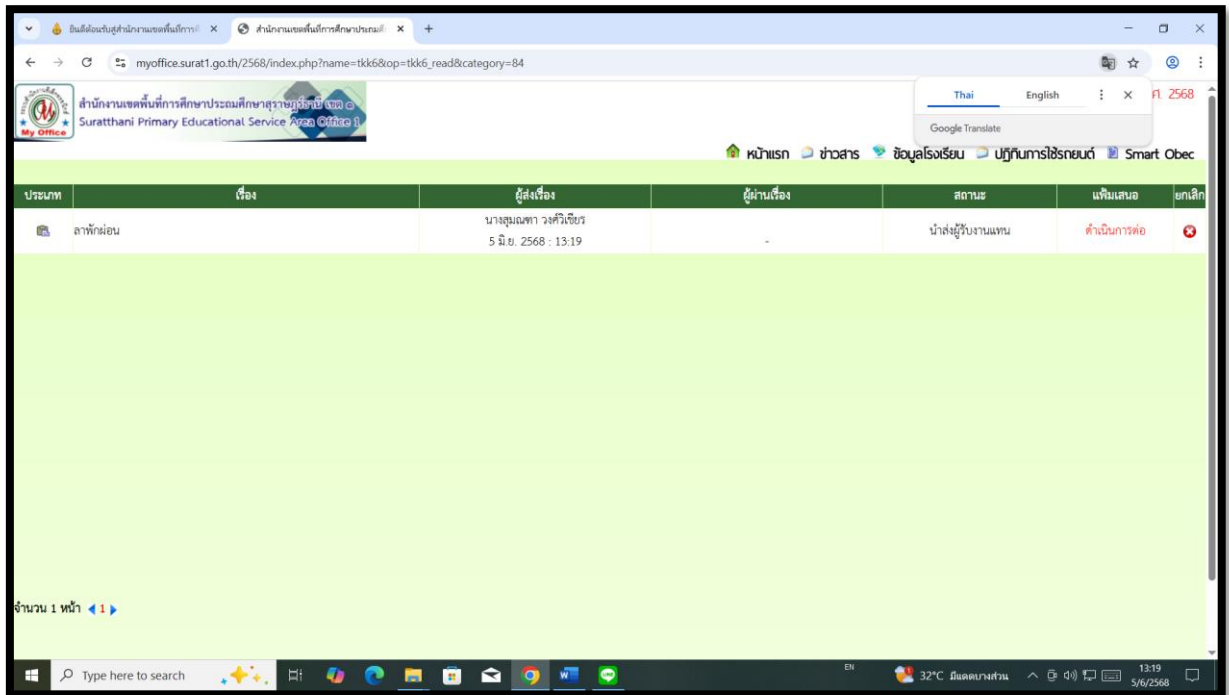 ยินดีต้อนรับสู่สำนักงานเขตพื้นที่การ
สำนักงานเขตพื้นที่การศึกษาประถมศึ
myoffice.surat1.go.th/2568/index.php?name=tkk6&op=tkk6_read&category=84
Thai English
Google Translate
ศ. 2568
My Office
สำนักงานเขตพื้นที่การศึกษาประถมศึกษาสุราษฎร์ธานี เขต ๑
Suratthani Primary Educational Service Area Office 1
หน้าแรก ข่าวสาร ข้อมูลโรงเรียน ปฏิทินการใช้รถยนต์ Smart Obec
ประเภท เรื่อง ผู้ส่งเรื่อง ผู้ผ่านเรื่อง สถานะ แฟ้มเสนอ ยกเลิก
ลาพักผ่อน นางสุมณฑา วงศ์วิเชียร นำส่งผู้รับงานแทน ดำเนินการต่อ
5 มิ.ย. 2568 : 13:19 -
จำนวน 1 หน้า 1
Type here to search
EN
32°C มีแดดบางส่วน
13:19
5/6/2568